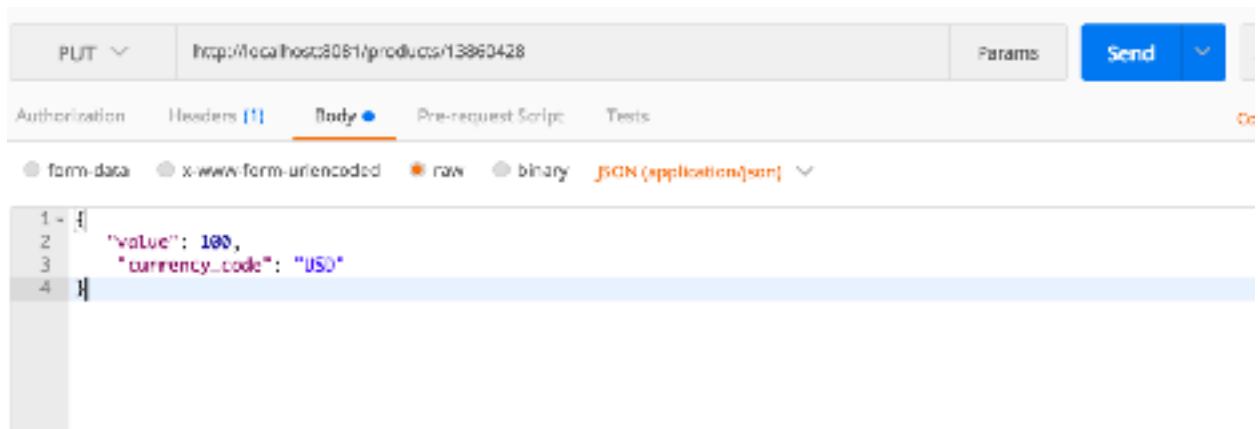 PUT http://localhost:8081/products/13860428 Params Send
Authorization Headers (1) Body Pre-request Script Tests Co
form-data x-www-form-urlencoded raw binary JSON (application/json)
1 {
2 "value": 100,
3 "currency_code": "USD"
4 }